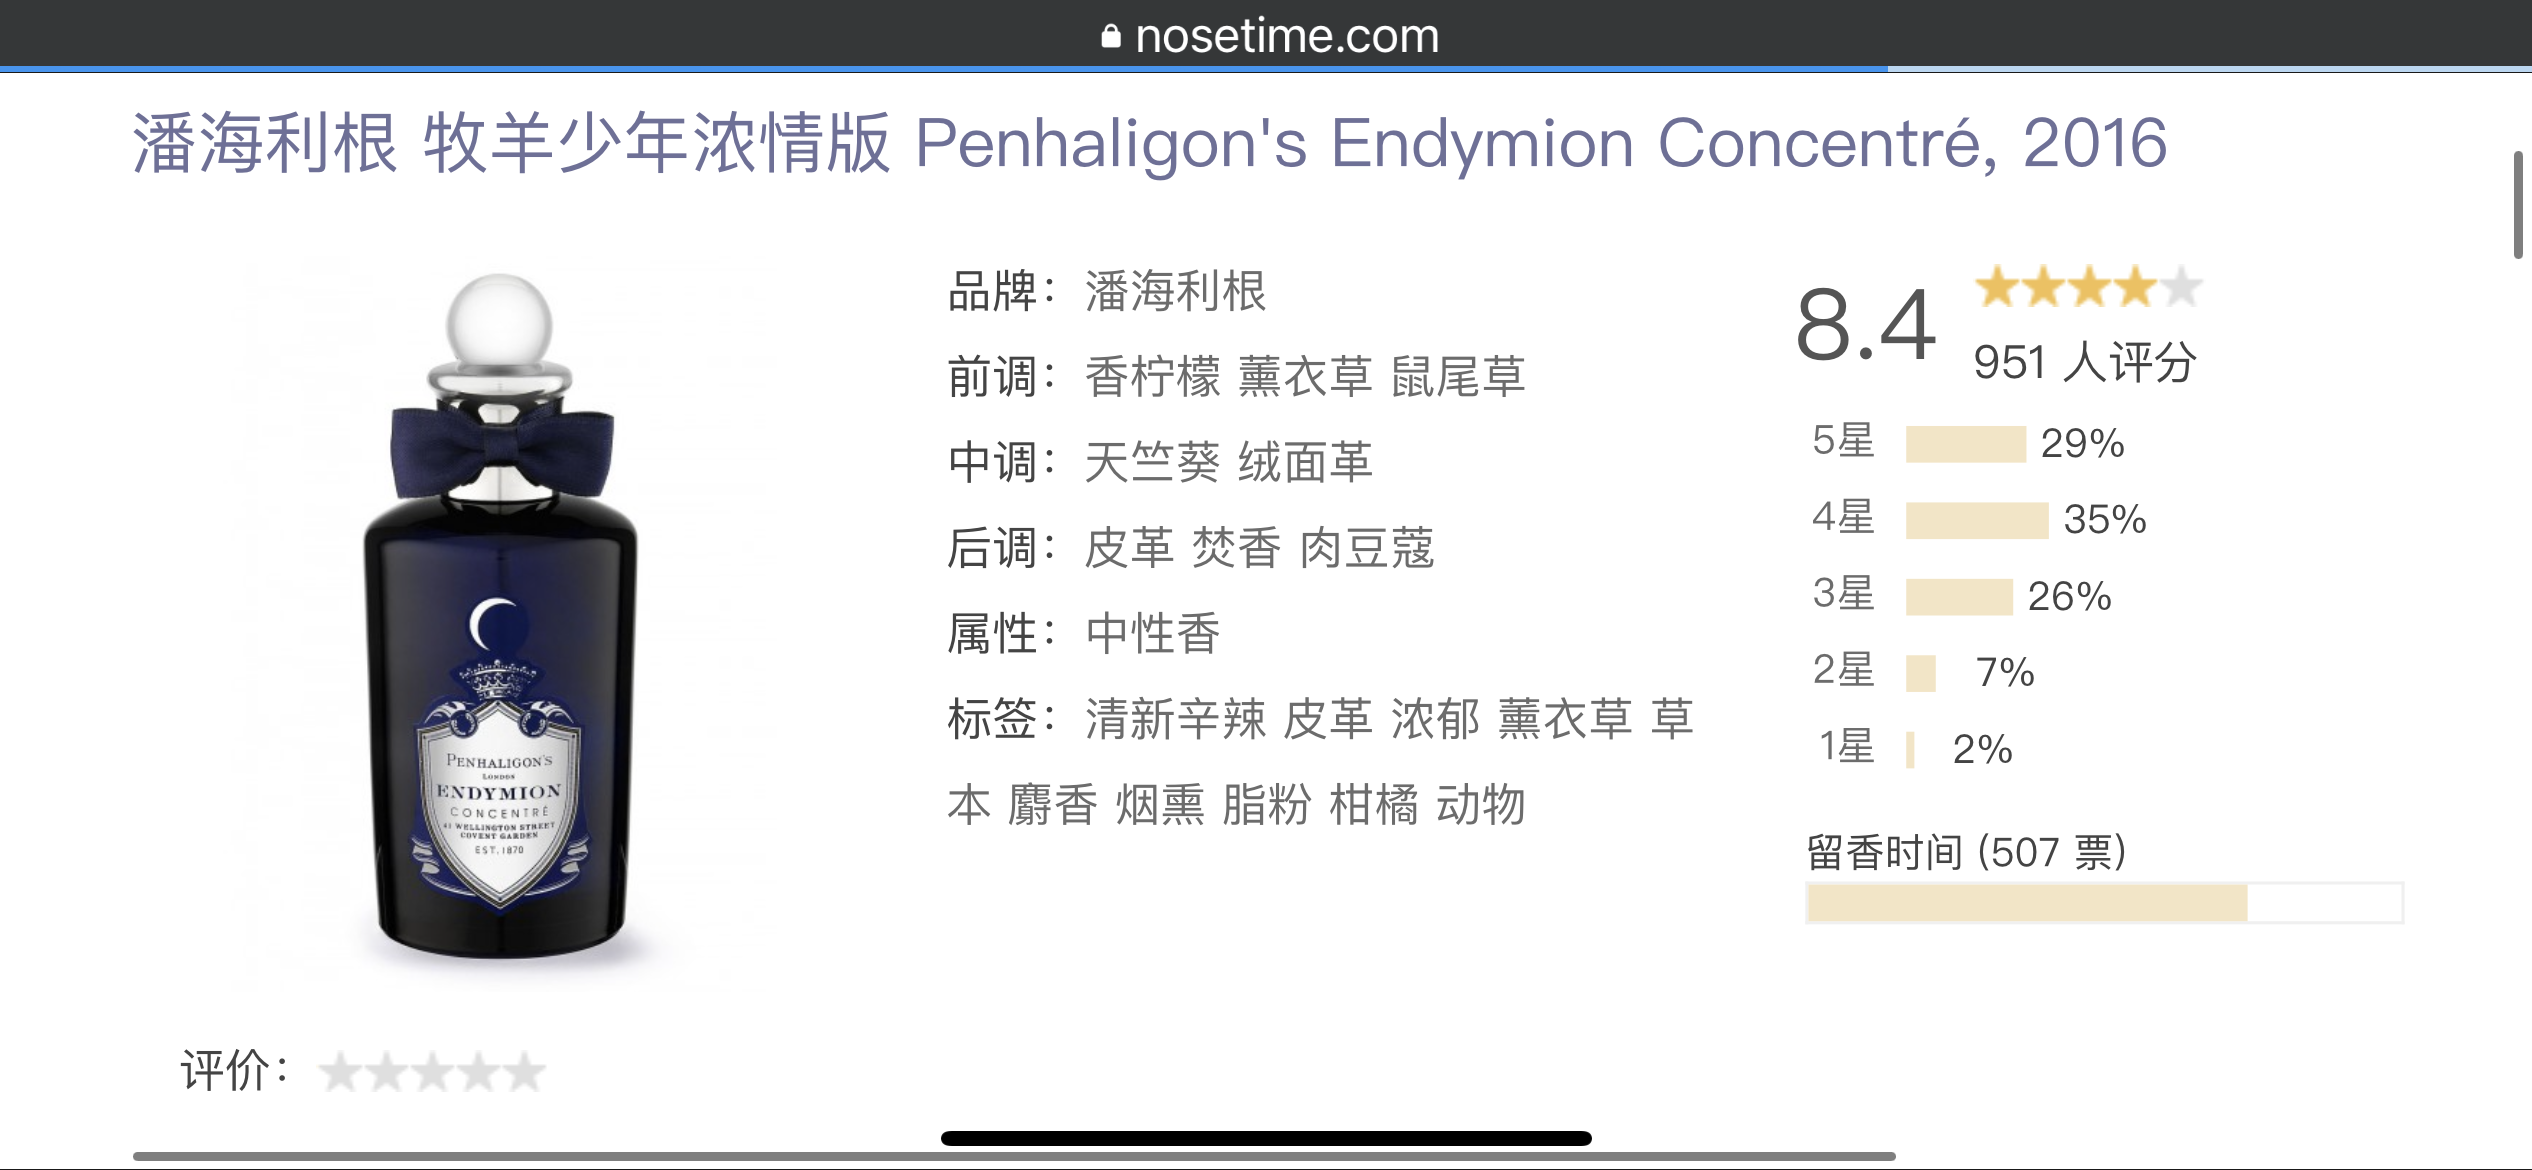 nosetime.com
潘海利根 牧羊少年浓情版 Penhaligon's Endymion Concentré, 2016
品牌：潘海利根
前调：香柠檬 薰衣草 鼠尾草
中调：天竺葵 绒面革
后调：皮革 焚香 肉豆蔻
属性：中性香
标签：清新辛辣 皮革 浓郁 薰衣草 草
本 麝香 烟熏 脂粉 柑橘 动物
8.4
951 人评分
5星 29%
4星 35%
3星 26%
2星 7%
1星 2%
留香时间 (507 票)
PENHALIGON'S
LONDON
ENDYMION
CONCENTRÉ
41 WELLINGTON STREET
COVENT GARDEN
EST. 1870
评价：